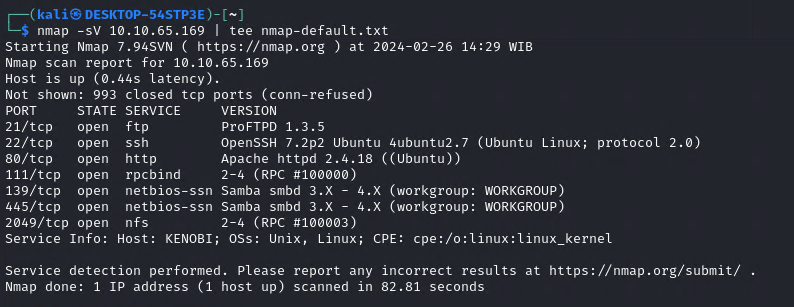 ┌──(kali㉿DESKTOP-54STP3E)-[~]
└─$ nmap -sV 10.10.65.169 | tee nmap-default.txt
Starting Nmap 7.94SVN ( https://nmap.org ) at 2024-02-26 14:29 WIB
Nmap scan report for 10.10.65.169
Host is up (0.44s latency).
Not shown: 993 closed tcp ports (conn-refused)
PORT     STATE SERVICE     VERSION
21/tcp   open  ftp         ProFTPD 1.3.5
22/tcp   open  ssh         OpenSSH 7.2p2 Ubuntu 4ubuntu2.7 (Ubuntu Linux; protocol 2.0)
80/tcp   open  http        Apache httpd 2.4.18 ((Ubuntu))
111/tcp  open  rpcbind     2-4 (RPC #100000)
139/tcp  open  netbios-ssn Samba smbd 3.X - 4.X (workgroup: WORKGROUP)
445/tcp  open  netbios-ssn Samba smbd 3.X - 4.X (workgroup: WORKGROUP)
2049/tcp open  nfs         2-4 (RPC #100003)
Service Info: Host: KENOBI; OSs: Unix, Linux; CPE: cpe:/o:linux:linux_kernel

Service detection performed. Please report any incorrect results at https://nmap.org/submit/ .
Nmap done: 1 IP address (1 host up) scanned in 82.81 seconds